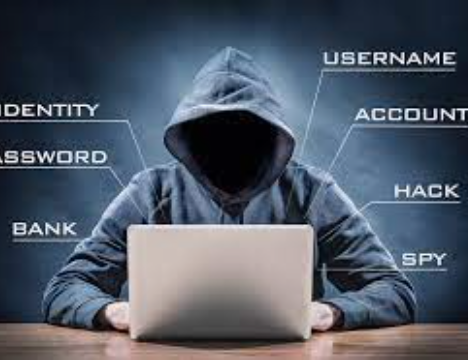 USERNAME
IDENTITY
ACCOUNT
ASSWORD
HACK
BANK
SPY